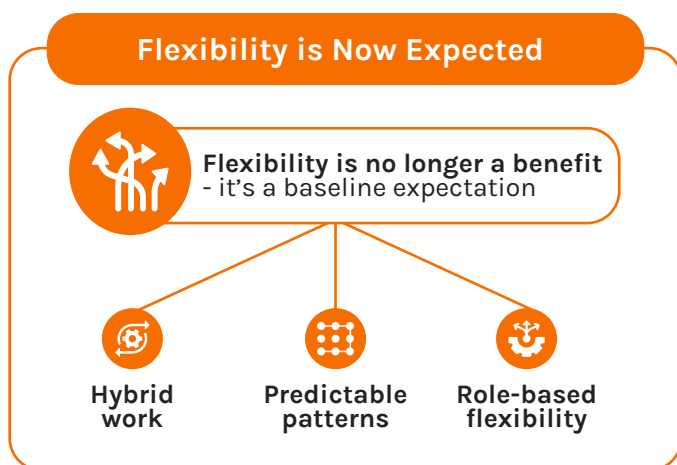 Flexibility is Now Expected
Flexibility is no longer a benefit
- it's a baseline expectation
Hybrid
work
Predictable
patterns
Role-based
flexibility